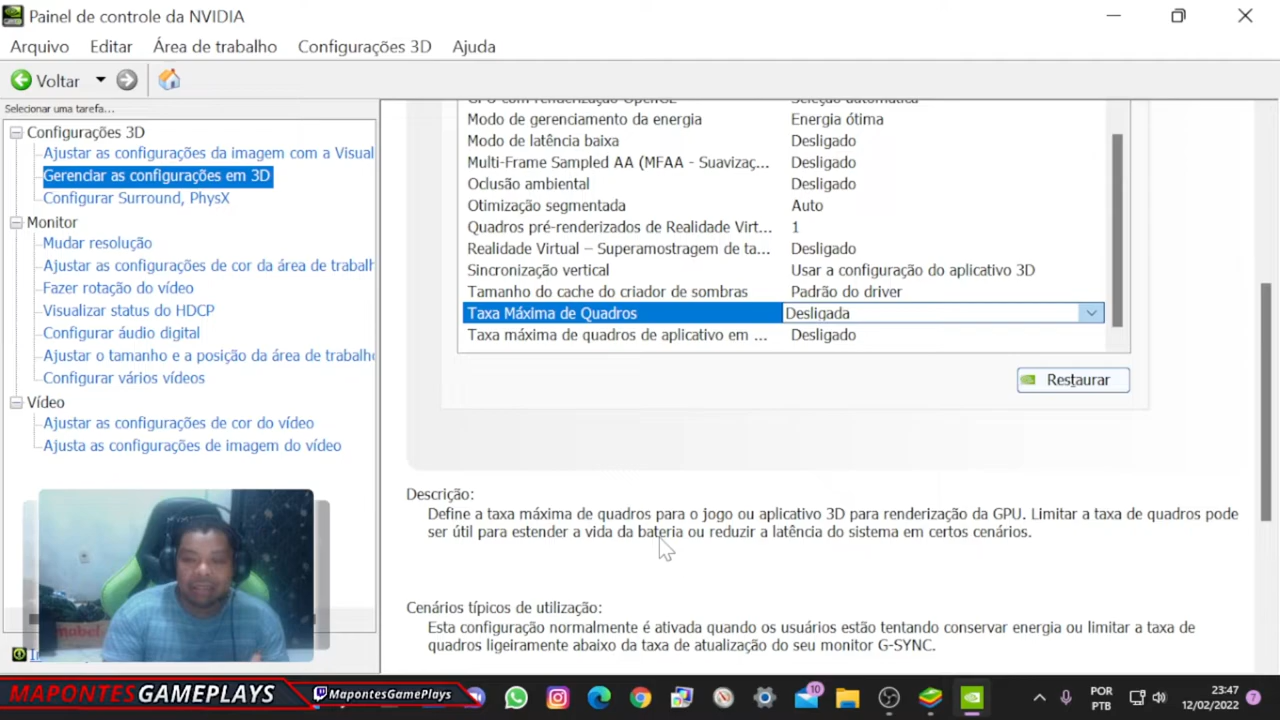 Painel de controle da NVIDIA
Arquivo Editar Área de trabalho Configurações 3D Ajuda
Voltar
Selecionar uma tarefa...
Configurações 3D
Ajustar as configurações da imagem com a Visual
Gerenciar as configurações em 3D
Configurar Surround, PhysX
Monitor
Mudar resolução
Ajustar as configurações de cor da área de trabalh
Fazer rotação do vídeo
Visualizar status do HDCP
Configurar áudio digital
Ajustar o tamanho e a posição da área de trabalho
Configurar vários vídeos
Vídeo
Ajustar as configurações de cor do vídeo
Ajusta as configurações de imagem do vídeo
GPU com renderização OpenGL Seleção automática
Modo de gerenciamento da energia Energia ótima
Modo de latência baixa Desligado
Multi-Frame Sampled AA (MFAA - Suavizaç... Desligado
Oclusão ambiental Desligado
Otimização segmentada Auto
Quadros pré-renderizados de Realidade Virt... 1
Realidade Virtual – Superamostragem de ta... Desligado
Sincronização vertical Usar a configuração do aplicativo 3D
Tamanho do cache do criador de sombras Padrão do driver
Taxa Máxima de Quadros Desligada
Taxa máxima de quadros de aplicativo em ... Desligado
Restaurar
Descrição:
Define a taxa máxima de quadros para o jogo ou aplicativo 3D para renderização da GPU. Limitar a taxa de quadros pode
ser útil para estender a vida da bateria ou reduzir a latência do sistema em certos cenários.
Cenários típicos de utilização:
Esta configuração normalmente é ativada quando os usuários estão tentando conservar energia ou limitar a taxa de
quadros ligeiramente abaixo da taxa de atualização do seu monitor G-SYNC.
MAPONTESGAMEPLAYS
MapontesGamePlays
10
POR
PTB
23:47
12/02/2022
7